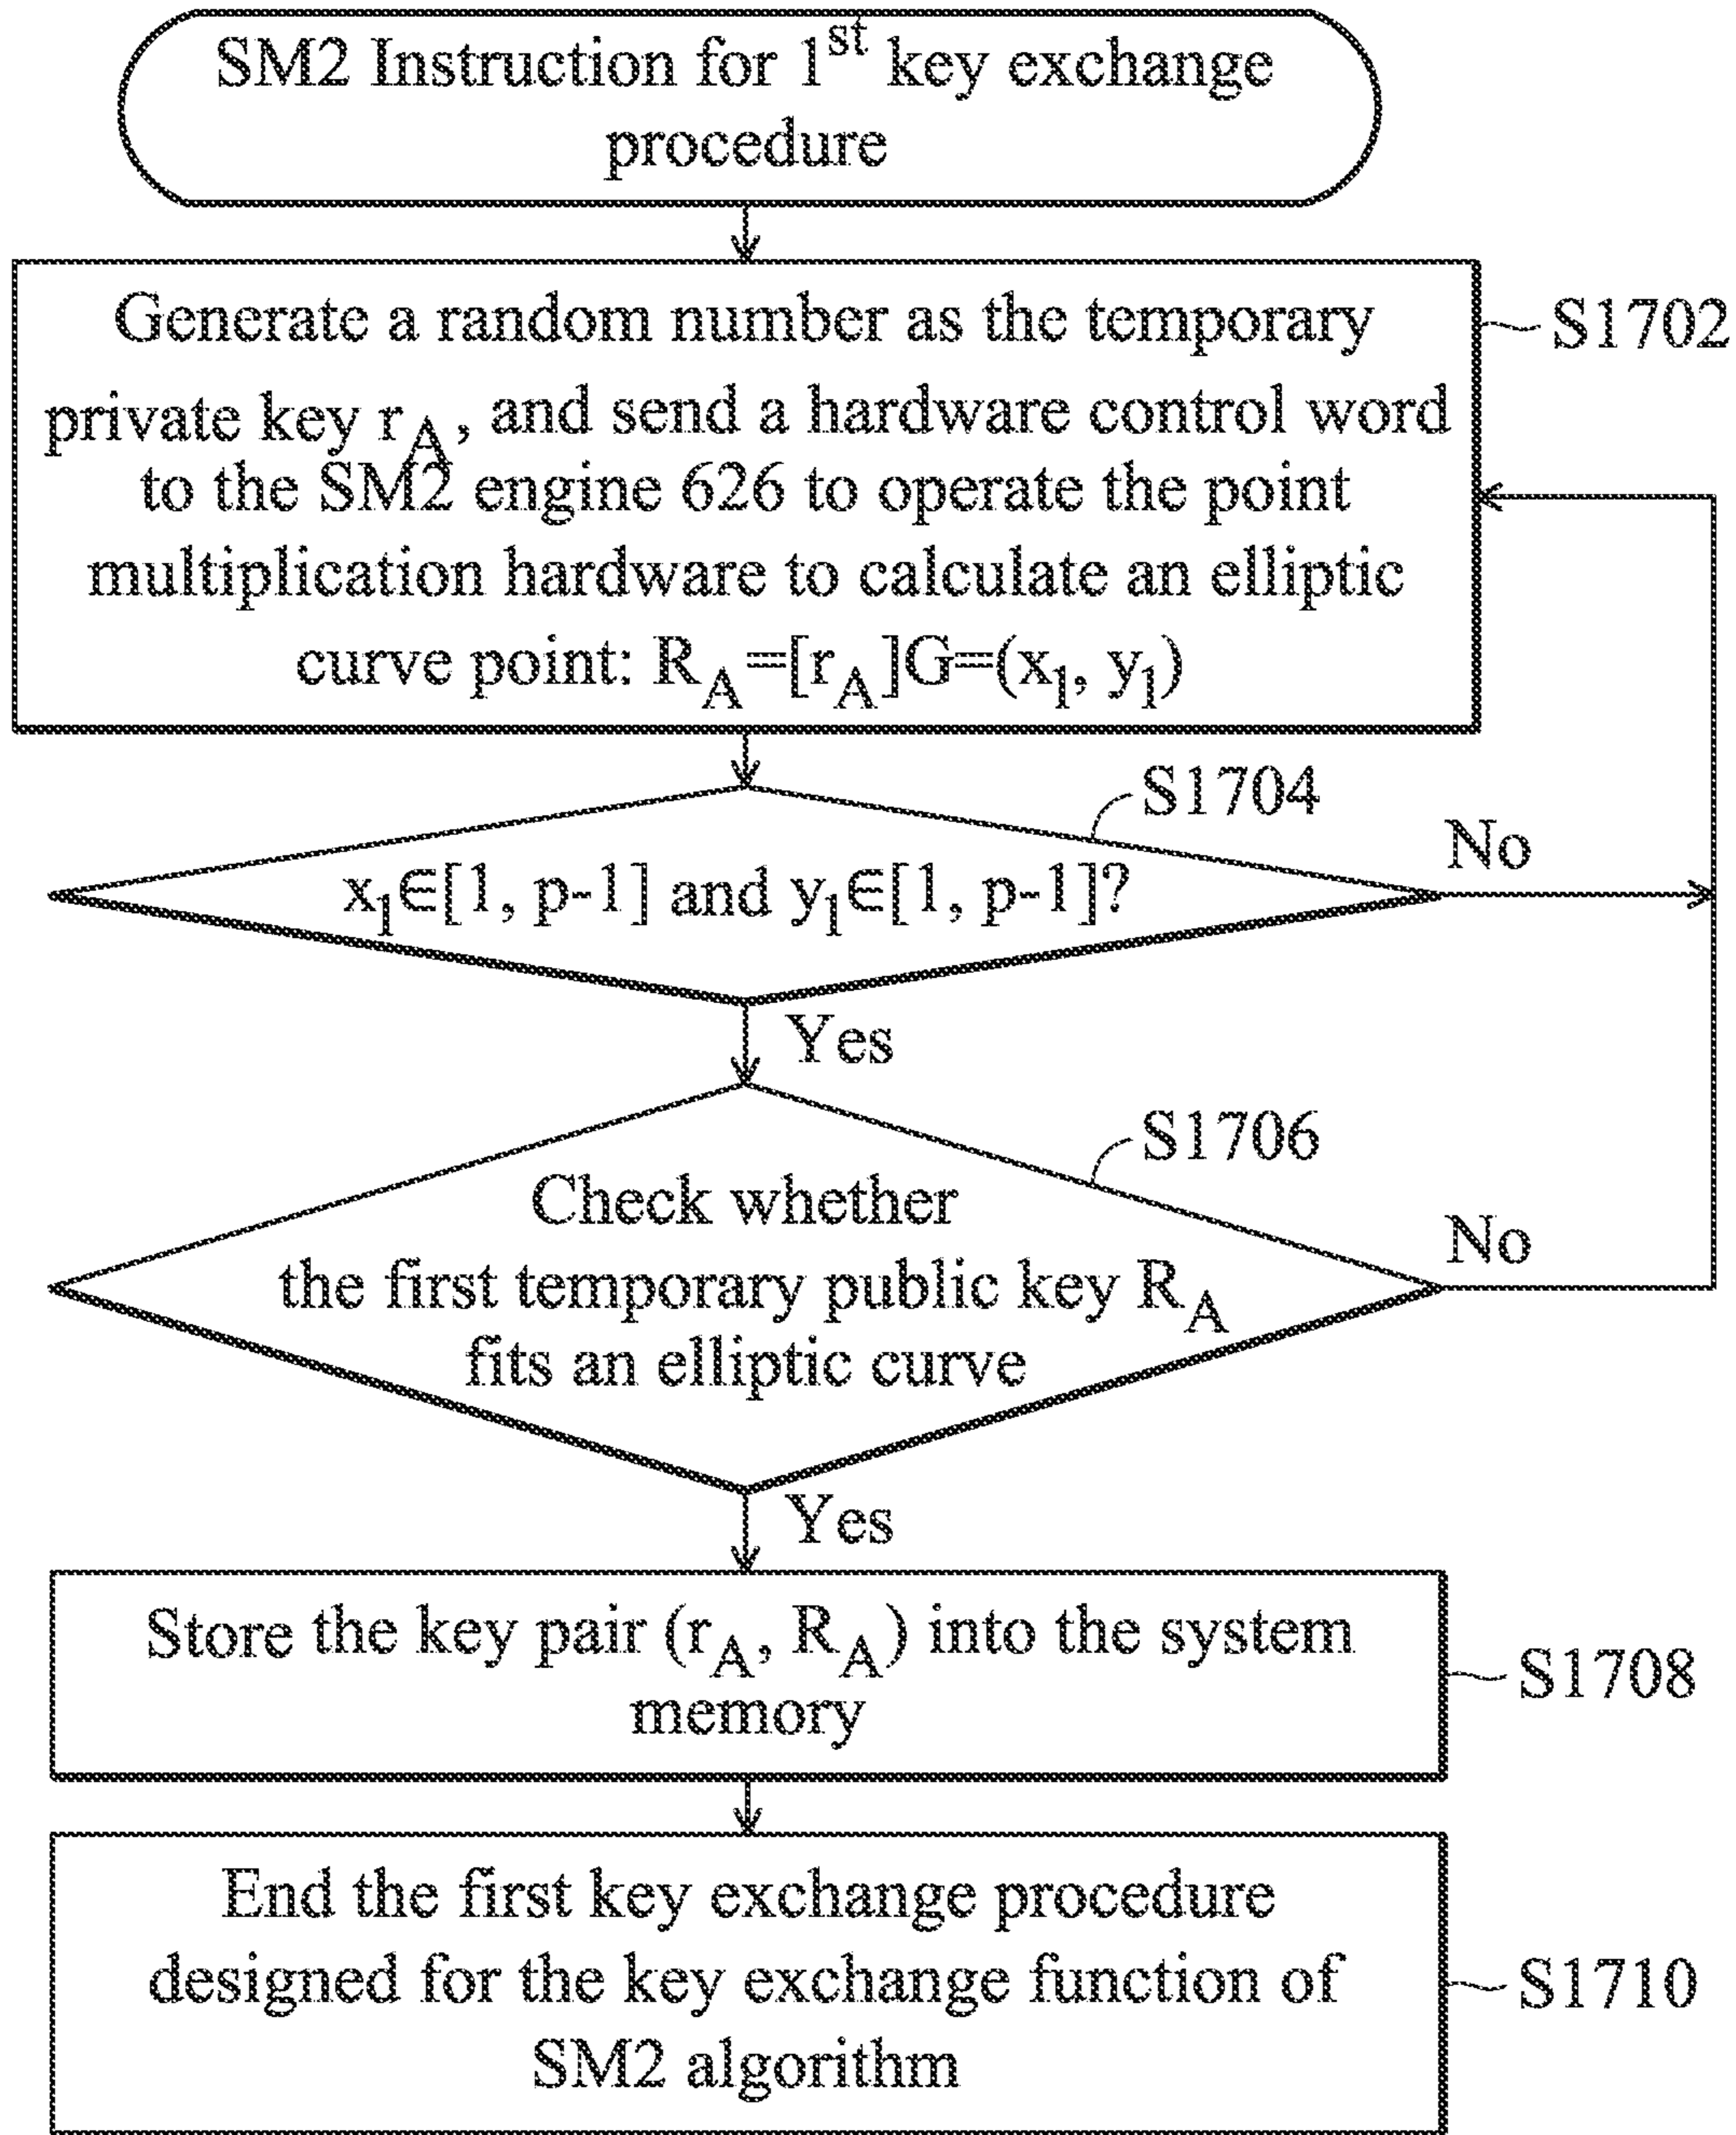 SM2 Instruction for 1st key exchange
procedure
Generate a random number as the temporary
private key rA, and send a hardware control word
to the SM2 engine 626 to operate the point
multiplication hardware to calculate an elliptic
curve point: RA=[rA]G=(x1, y1)
S1702
S1704
x1∈[1, p-1] and y1∈[1, p-1]?
No
Yes
S1706
Check whether
the first temporary public key RA
fits an elliptic curve
No
Yes
Store the key pair (rA, RA) into the system
memory
S1708
End the first key exchange procedure
designed for the key exchange function of
SM2 algorithm
S1710